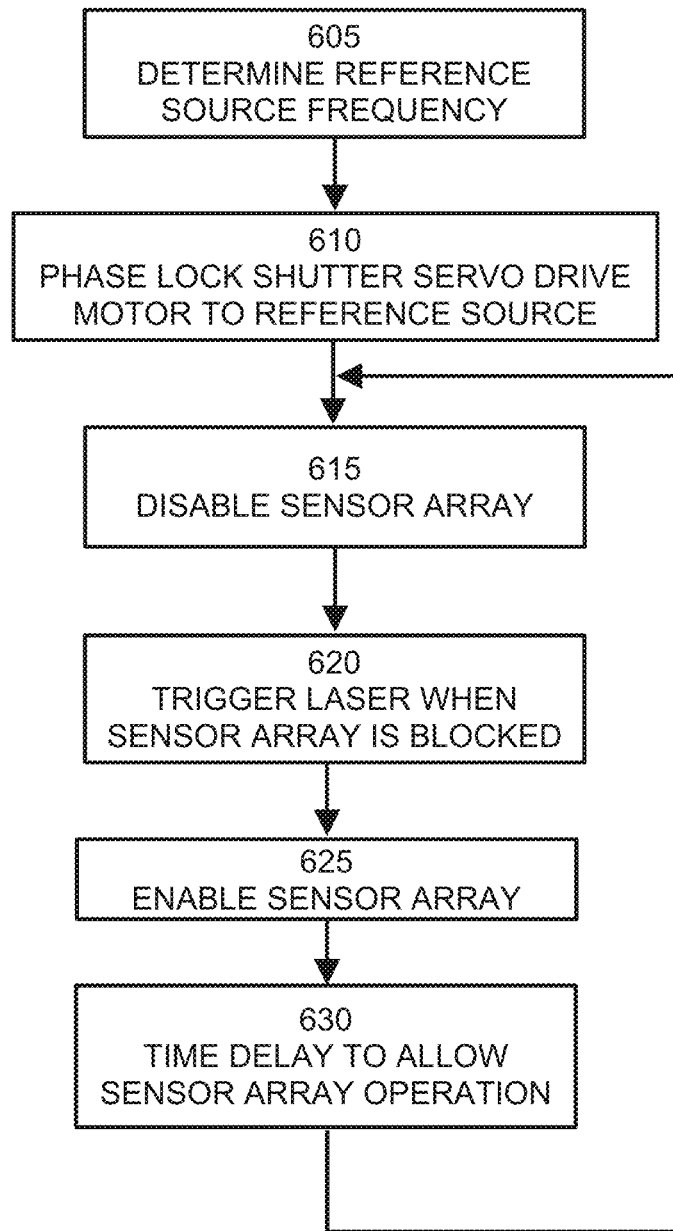 605
DETERMINE REFERENCE
SOURCE FREQUENCY
610
PHASE LOCK SHUTTER SERVO DRIVE
MOTOR TO REFERENCE SOURCE
615
DISABLE SENSOR ARRAY
620
TRIGGER LASER WHEN
SENSOR ARRAY IS BLOCKED
625
ENABLE SENSOR ARRAY
630
TIME DELAY TO ALLOW
SENSOR ARRAY OPERATION